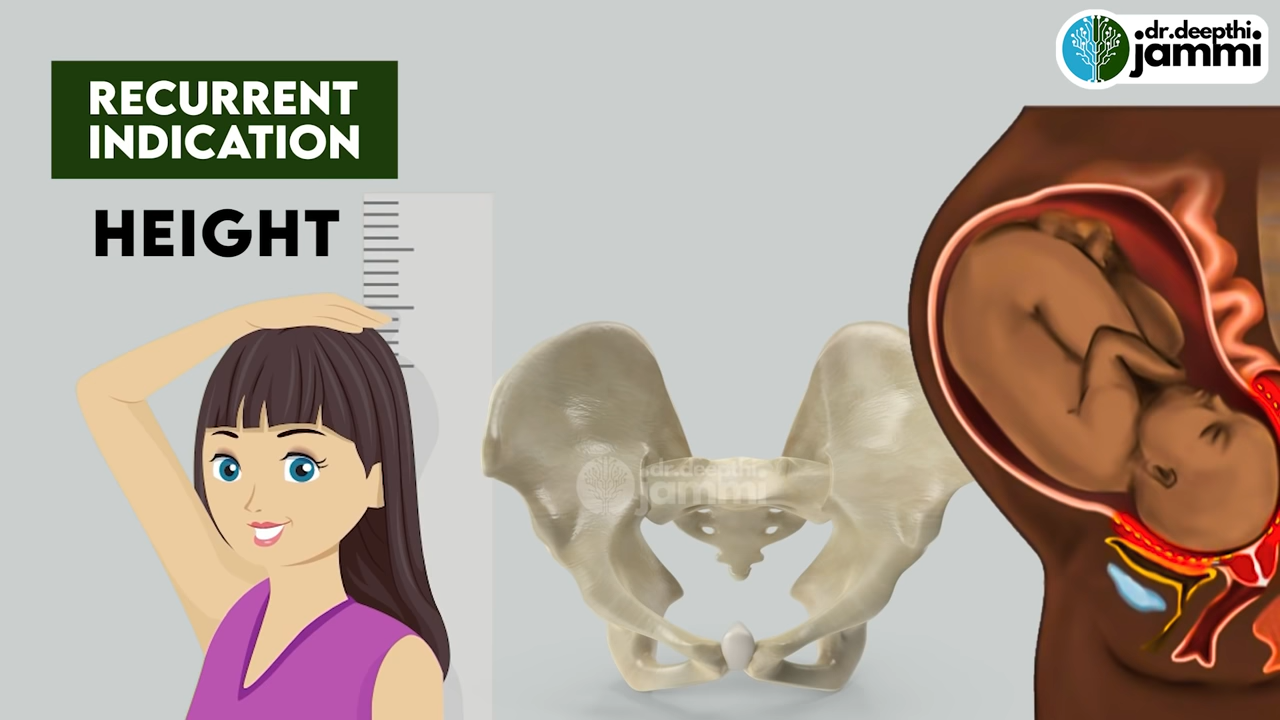 dr.deepthi
jammi
RECURRENT
INDICATION
HEIGHT
dr.deepthi
jammi